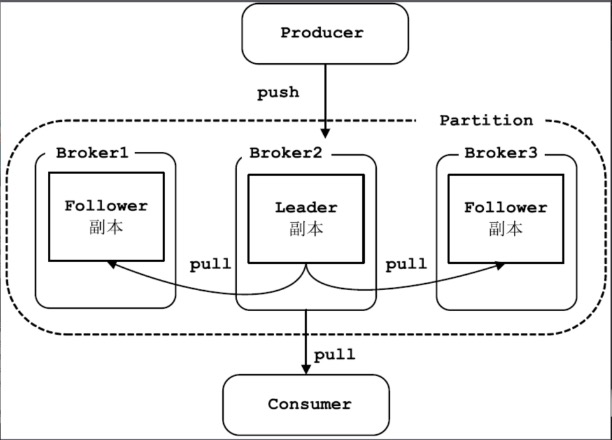 Producer
push
Partition
Broker1
Broker2
Broker3
Follower
副本
Leader
副本
Follower
副本
pull
pull
pull
Consumer